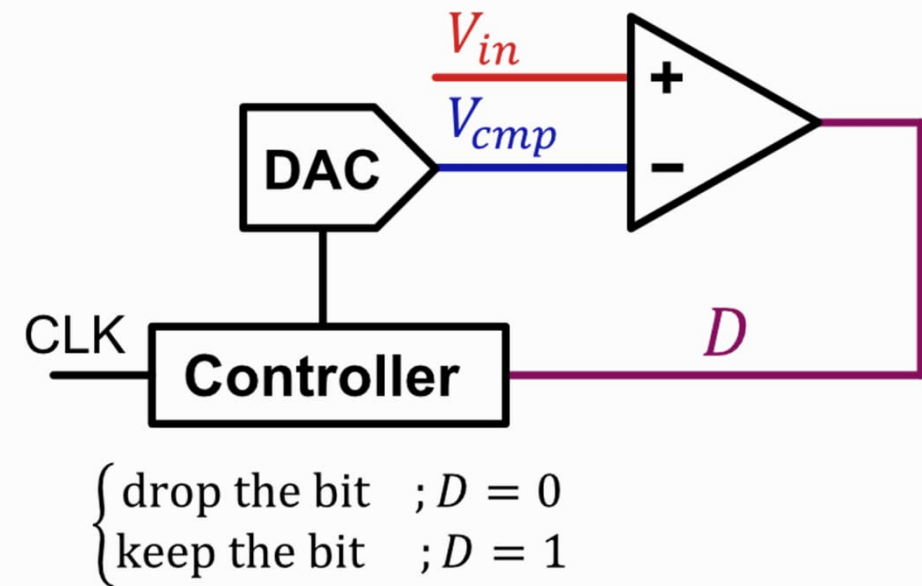 V_in
+
V_cmp
DAC
−
CLK
D
Controller
drop the bit ; D = 0
keep the bit ; D = 1